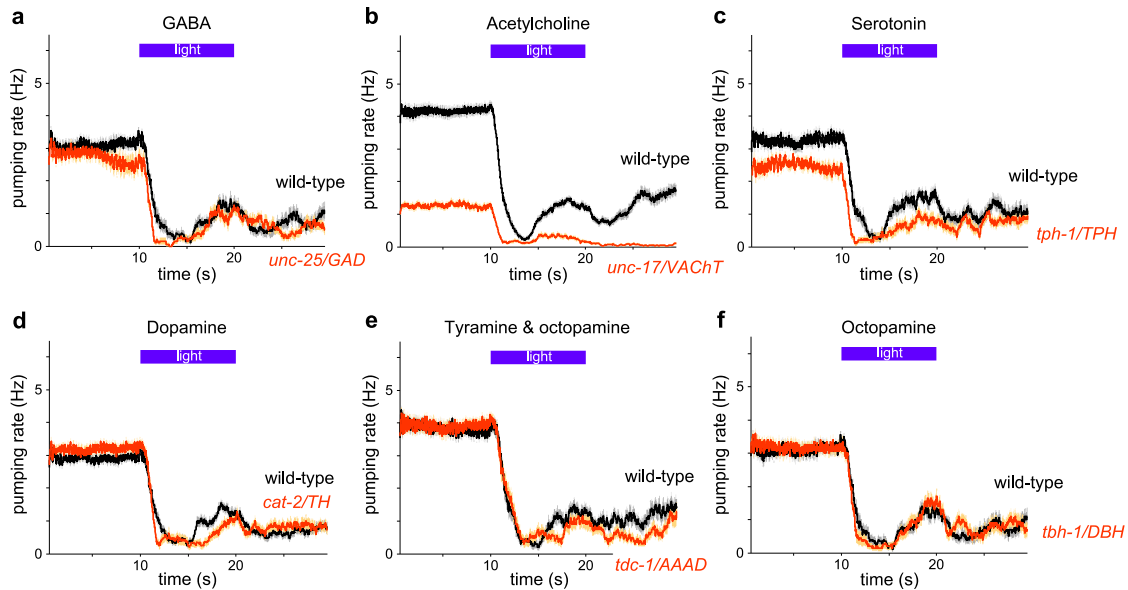 a
GABA
light
pumping rate (Hz)
5
0
10
20
time (s)
wild-type
unc-25/GAD
b
Acetylcholine
light
pumping rate (Hz)
5
0
10
20
time (s)
wild-type
unc-17/VAChT
c
Serotonin
light
pumping rate (Hz)
5
0
10
20
time (s)
wild-type
tph-1/TPH
d
Dopamine
light
pumping rate (Hz)
5
0
10
20
time (s)
wild-type
cat-2/TH
e
Tyramine & octopamine
light
pumping rate (Hz)
5
0
10
20
time (s)
wild-type
tdc-1/AAAD
f
Octopamine
light
pumping rate (Hz)
5
0
10
20
time (s)
wild-type
tbh-1/DBH